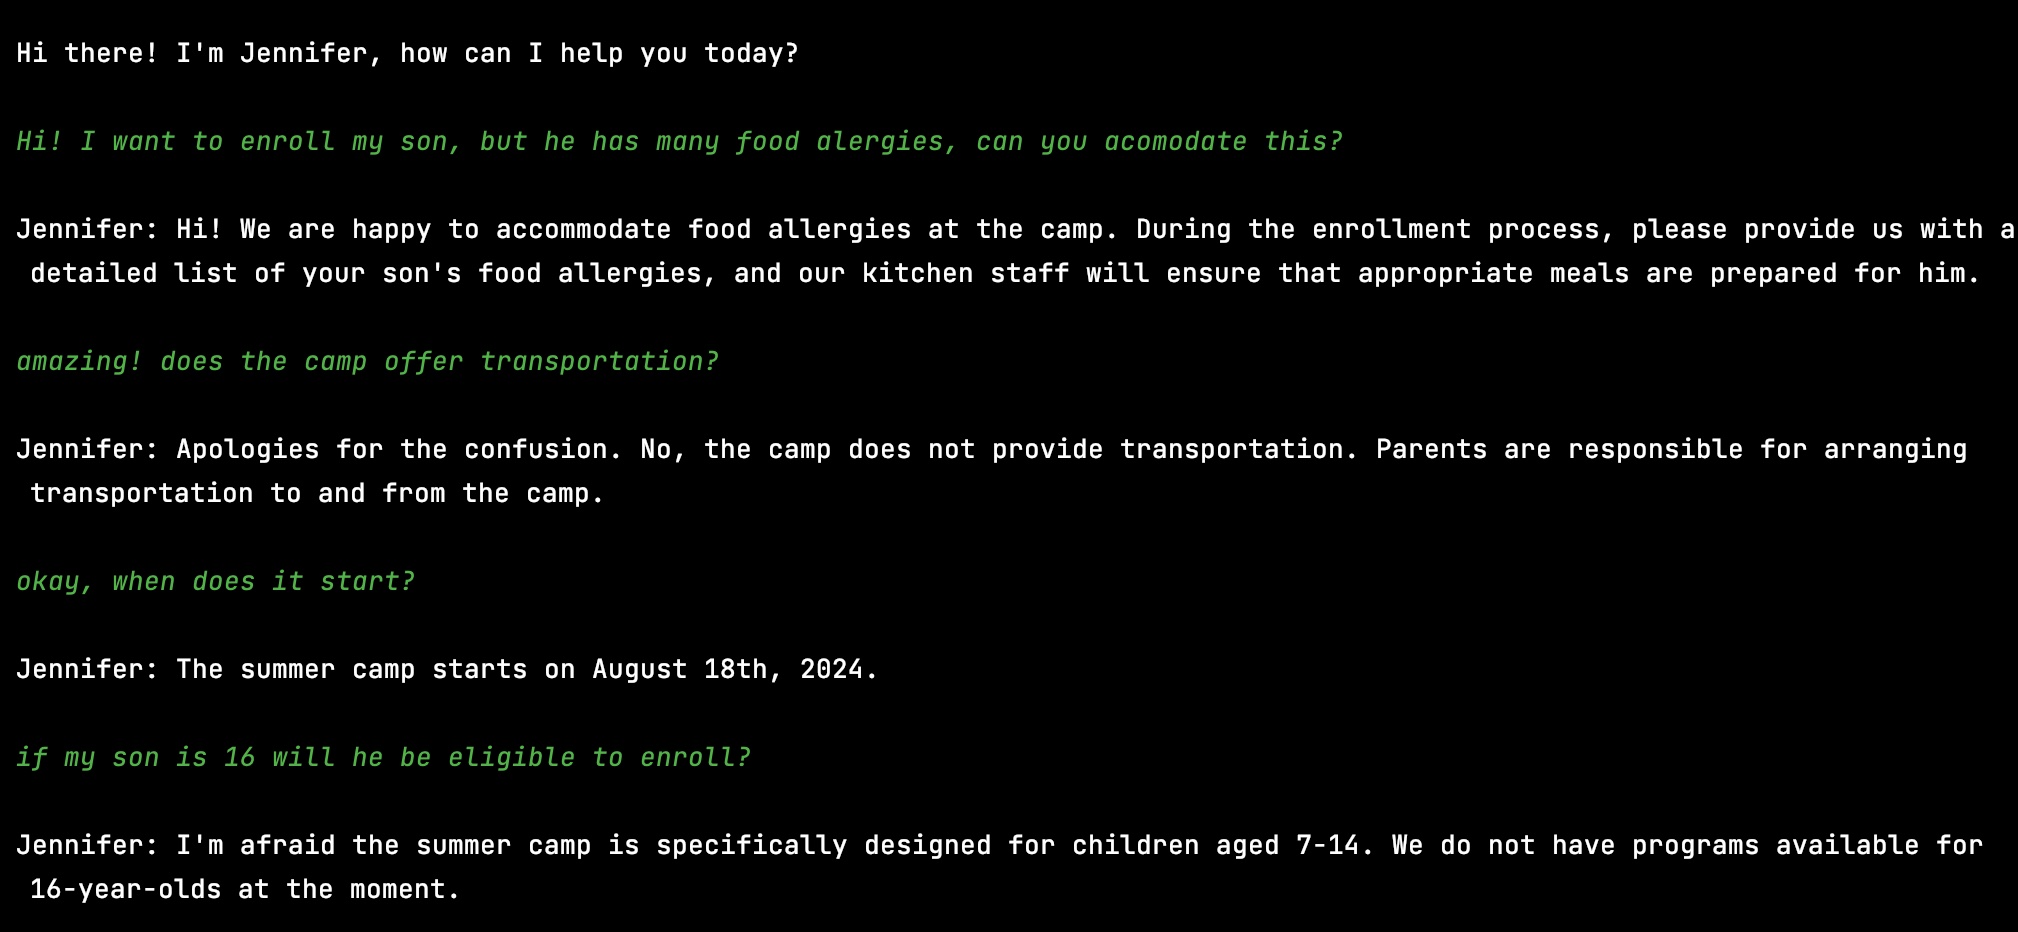 Hi there! I'm Jennifer, how can I help you today?
Hi! I want to enroll my son, but he has many food alergies, can you acomodate this?
Jennifer: Hi! We are happy to accommodate food allergies at the camp. During the enrollment process, please provide us with a
detailed list of your son's food allergies, and our kitchen staff will ensure that appropriate meals are prepared for him.
amazing! does the camp offer transportation?
Jennifer: Apologies for the confusion. No, the camp does not provide transportation. Parents are responsible for arranging
transportation to and from the camp.
okay, when does it start?
Jennifer: The summer camp starts on August 18th, 2024.
if my son is 16 will he be eligible to enroll?
Jennifer: I'm afraid the summer camp is specifically designed for children aged 7-14. We do not have programs available for
16-year-olds at the moment.